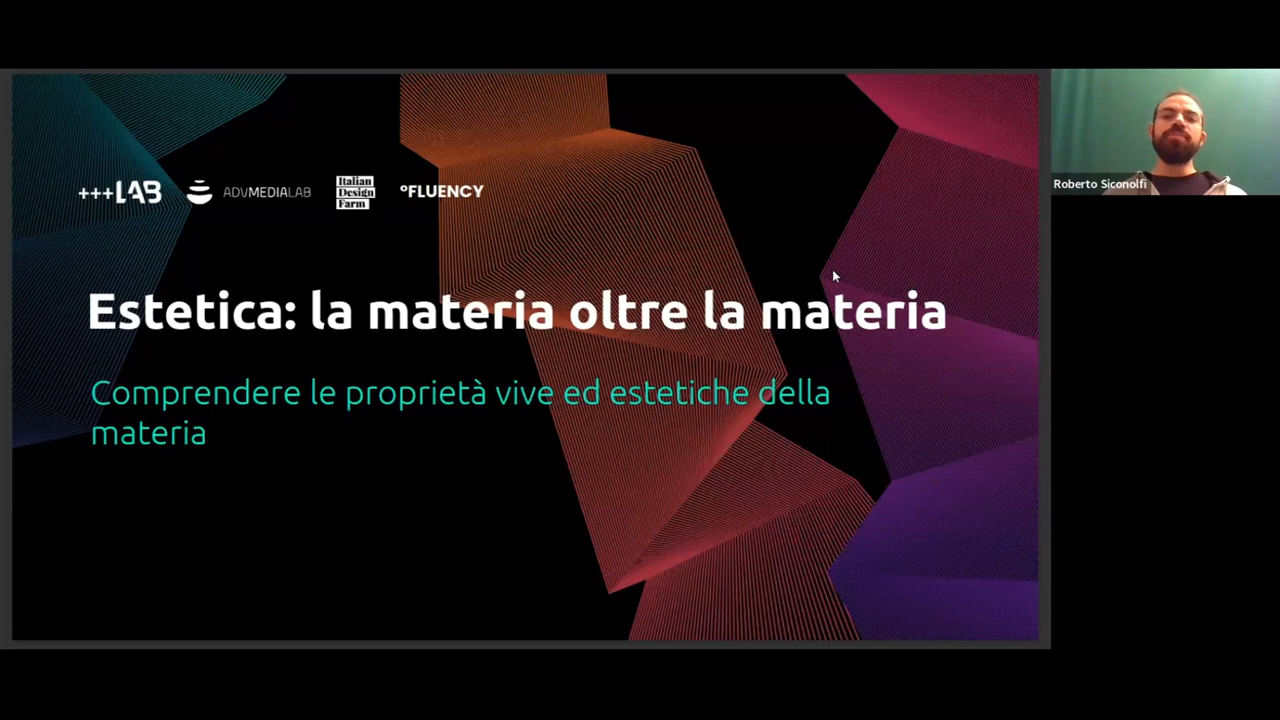 +++LAB
ADVMEDIALAB
Italian
Design
Farm
°FLUENCY
Estetica: la materia oltre la materia
Comprendere le proprietà vive ed estetiche della
materia
Roberto Siconolfi